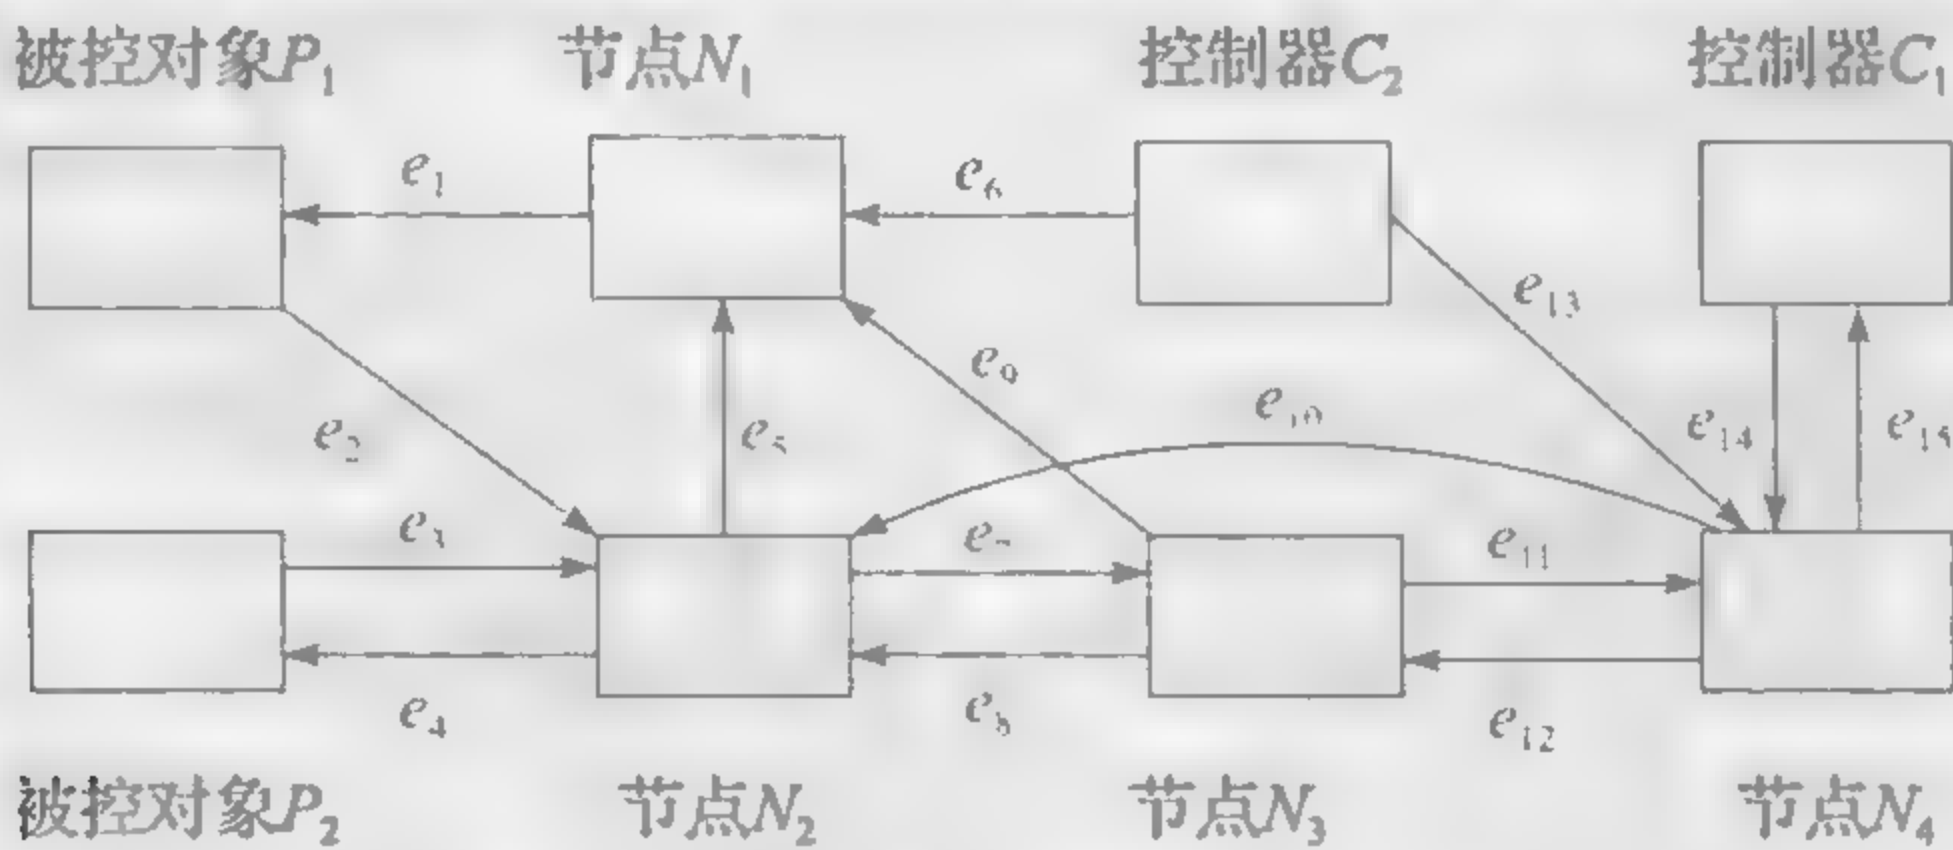 被控对象P₁ 节点N₁ 控制器C₂ 控制器C₁
e₁ e₆
e₁₃
e₉
e₁₀
e₂ e₅ e₁₄ e₁₅
e₃ e₇ e₁₁
e₄ e₈ e₁₂
被控对象P₂ 节点N₂ 节点N₃ 节点N₄